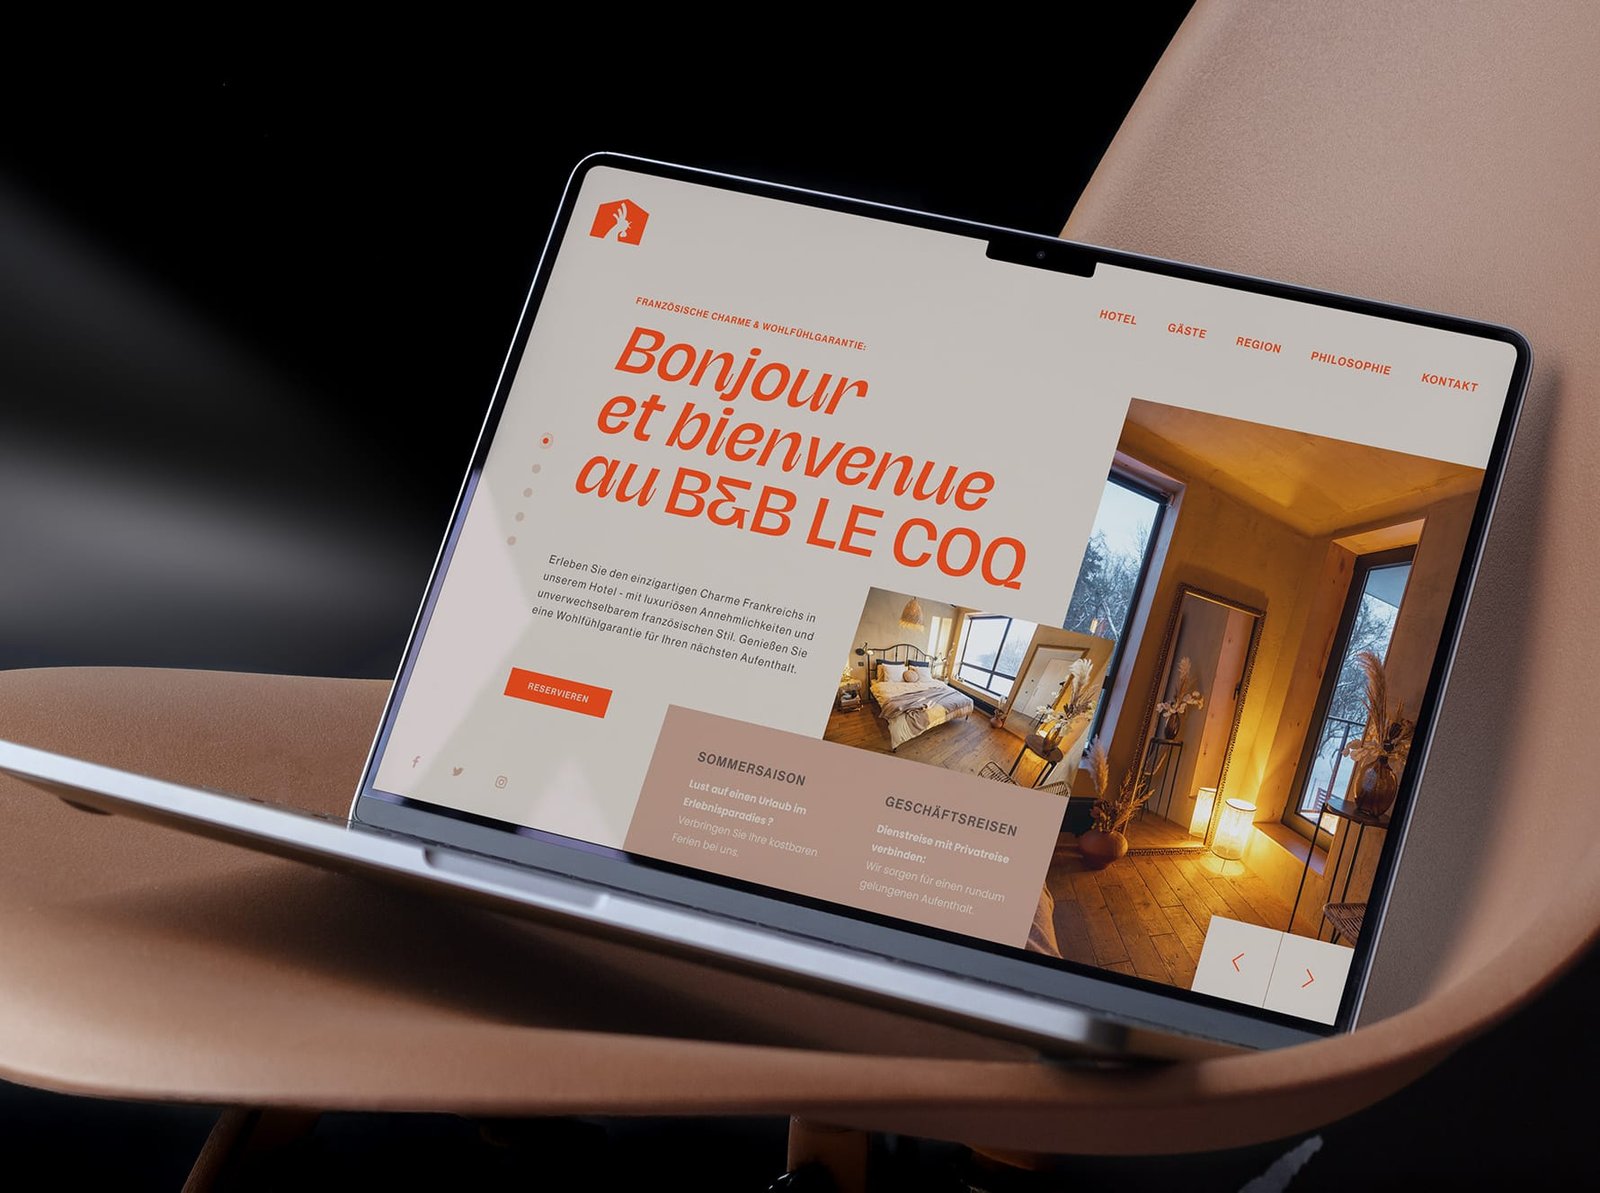 HOTEL
GÄSTE
REGION
PHILOSOPHIE
KONTAKT
FRANZÖSISCHE CHARME & WOHLFÜHLGARANTIE:
Bonjour
et bienvenue
au B&B LE COQ
Erleben Sie den einzigartigen Charme Frankreichs in
unserem Hotel - mit luxuriösen Annehmlichkeiten und
unverwechselbarem französischen Stil. Genießen Sie
eine Wohlfühlgarantie für Ihren nächsten Aufenthalt.
RESERVIEREN
SOMMERSAISON
Lust auf einen Urlaub im
Erlebnisparadies ?
Verbringen Sie Ihre kostbaren
Ferien bei uns.
GESCHÄFTSREISEN
Dienstreise mit Privatreise
verbinden:
Wir sorgen für einen rundum
gelungenen Aufenthalt.